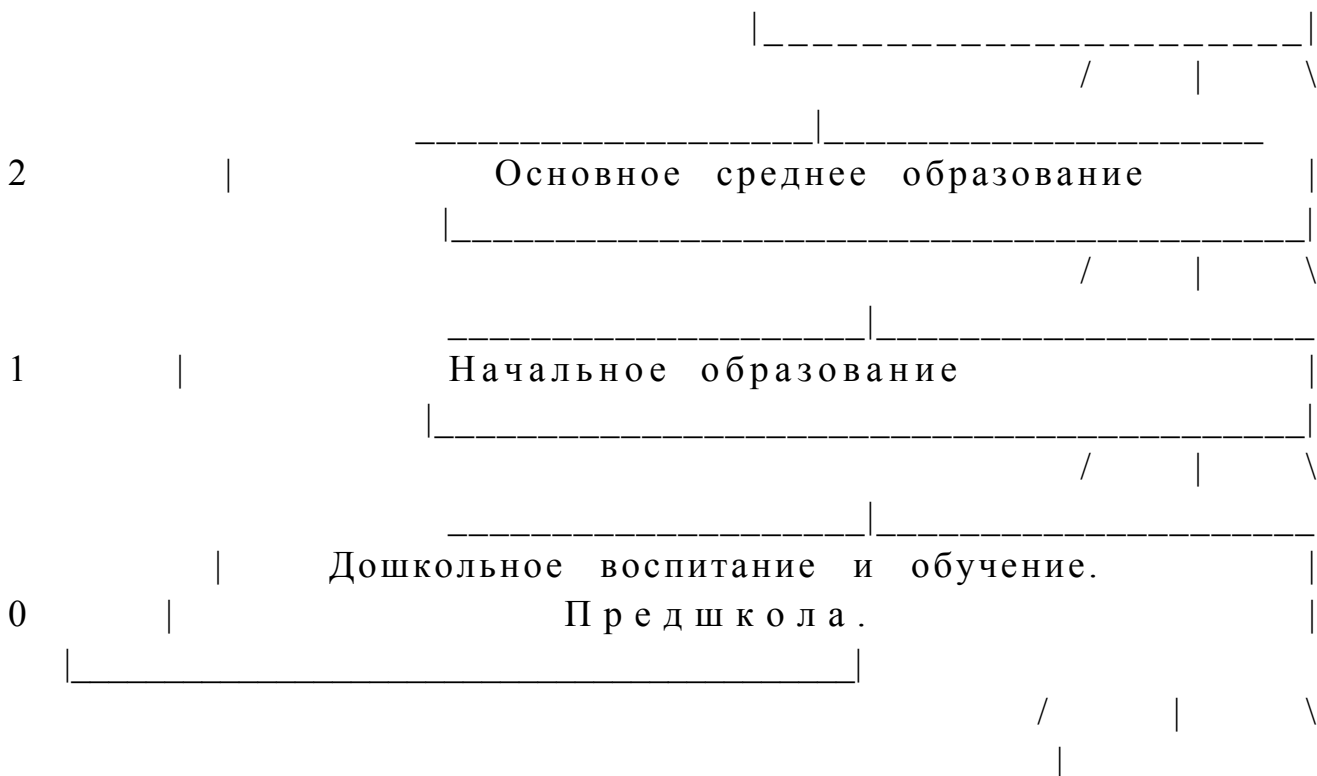 2 | Основное среднее образование |
1 | Начальное образование |
| Дошкольное воспитание и обучение. |
0 | Предшкола. |